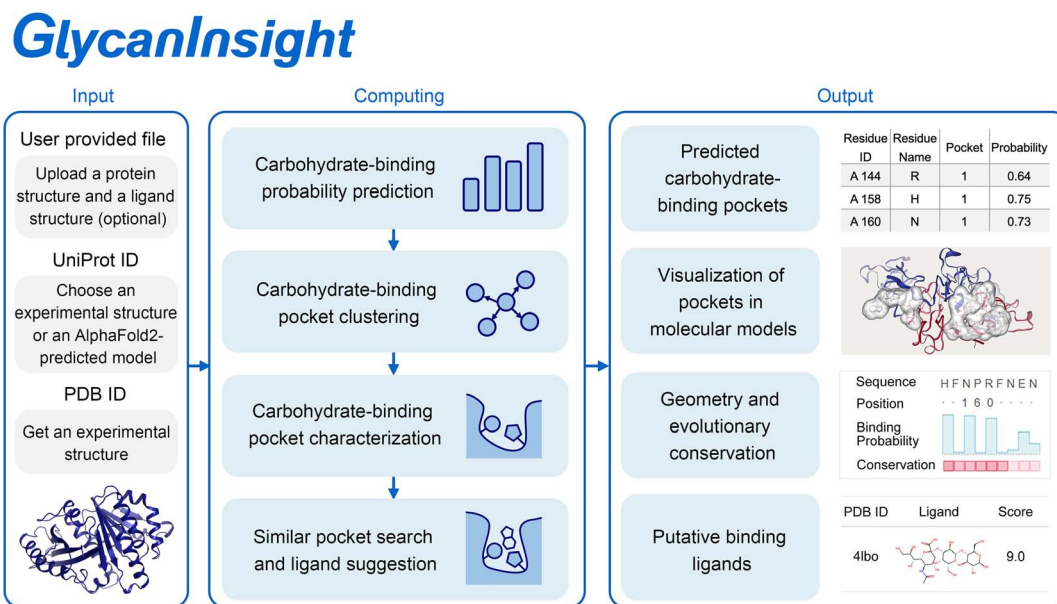 GlycanInsight
Input
Computing
Output
User provided file
Upload a protein
structure and a ligand
structure (optional)
UniProt ID
Choose an
experimental structure
or an AlphaFold2-
predicted model
PDB ID
Get an experimental
structure
Carbohydrate-binding
probability prediction
Carbohydrate-binding
pocket clustering
Carbohydrate-binding
pocket characterization
Similar pocket search
and ligand suggestion
Predicted
carbohydrate-
binding pockets
Residue ID Residue Name Pocket Probability
A 144 R 1 0.64
A 158 H 1 0.75
A 160 N 1 0.73
Visualization of
pockets in
molecular models
Geometry and
evolutionary
conservation
Sequence H F N P R F N E N
Position · · 1 6 0 · · · ·
Binding
Probability
Conservation
Putative binding
ligands
PDB ID Ligand Score
4lbo 9.0